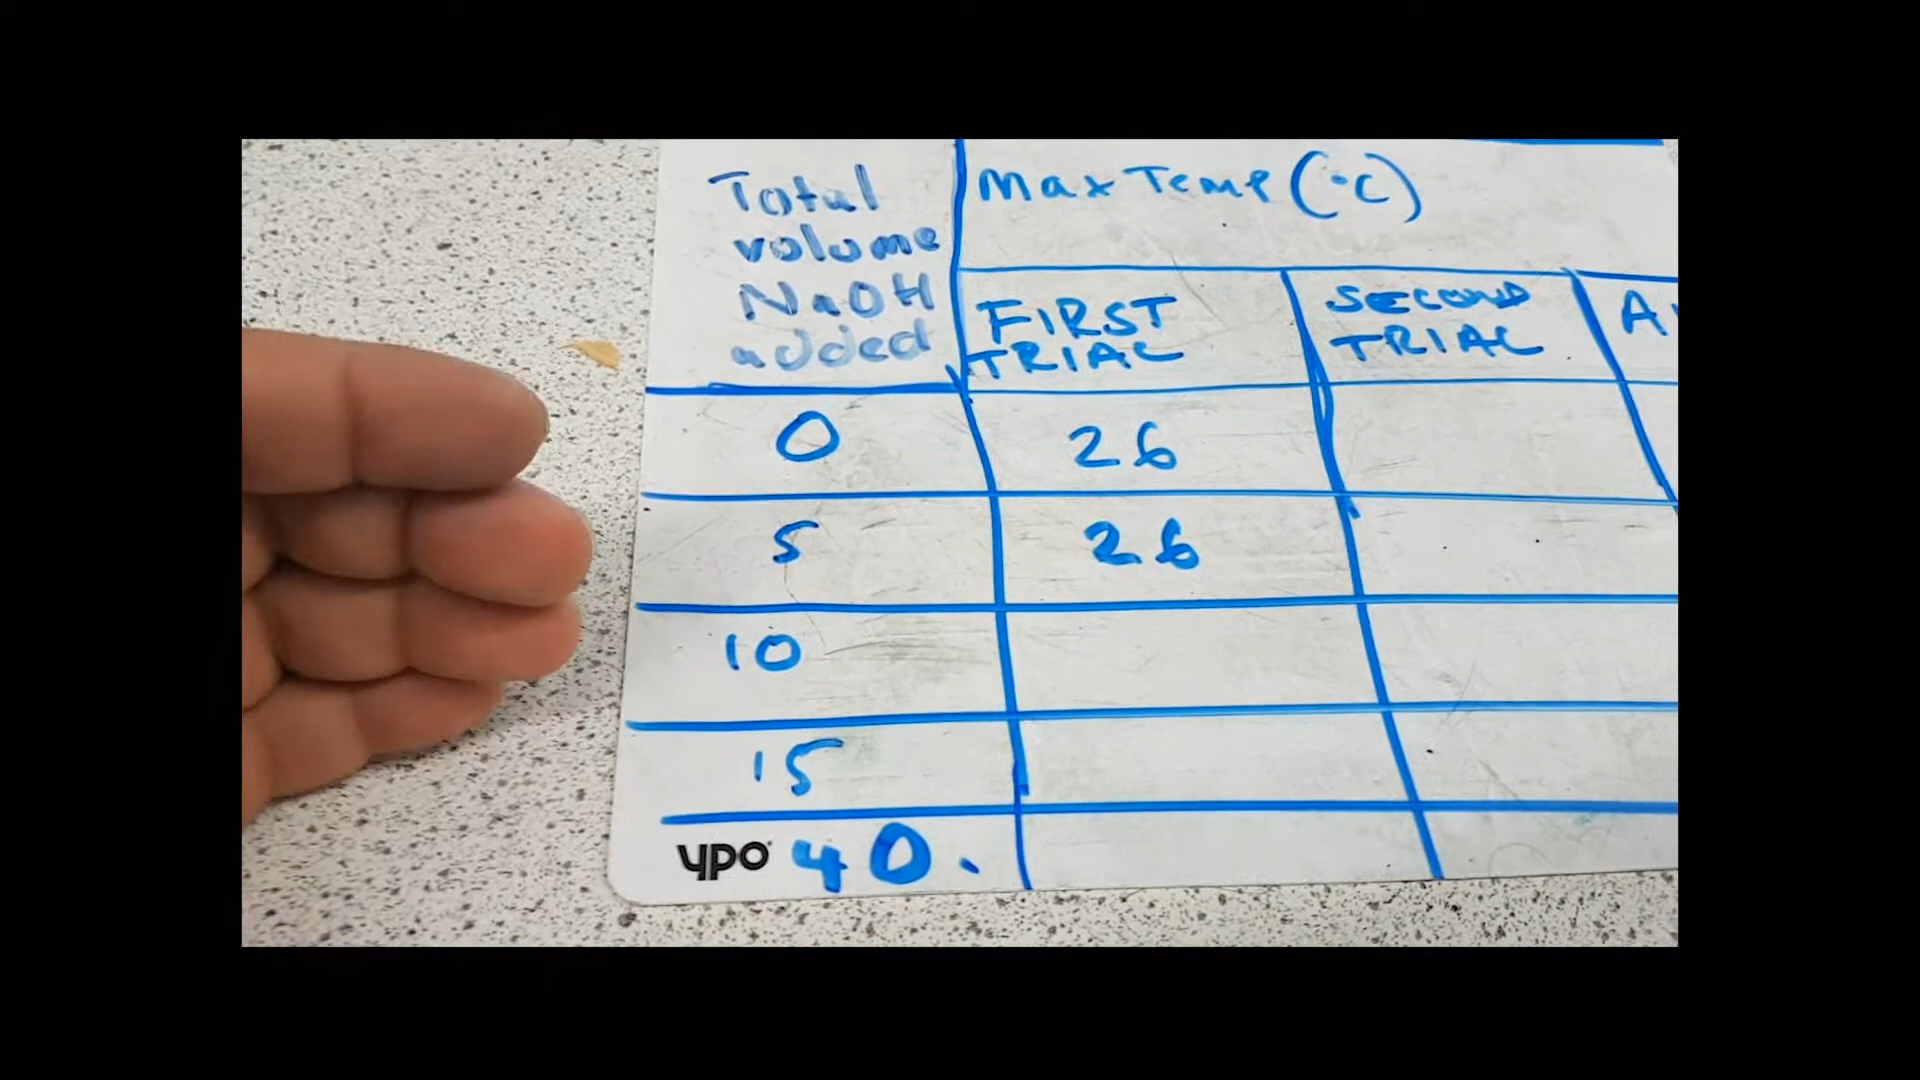 Total
volume
NaOH
added
Max Temp (°C)
FIRST
TRIAL
SECOND
TRIAL
0
26
5
26
10
15
ypo 40.